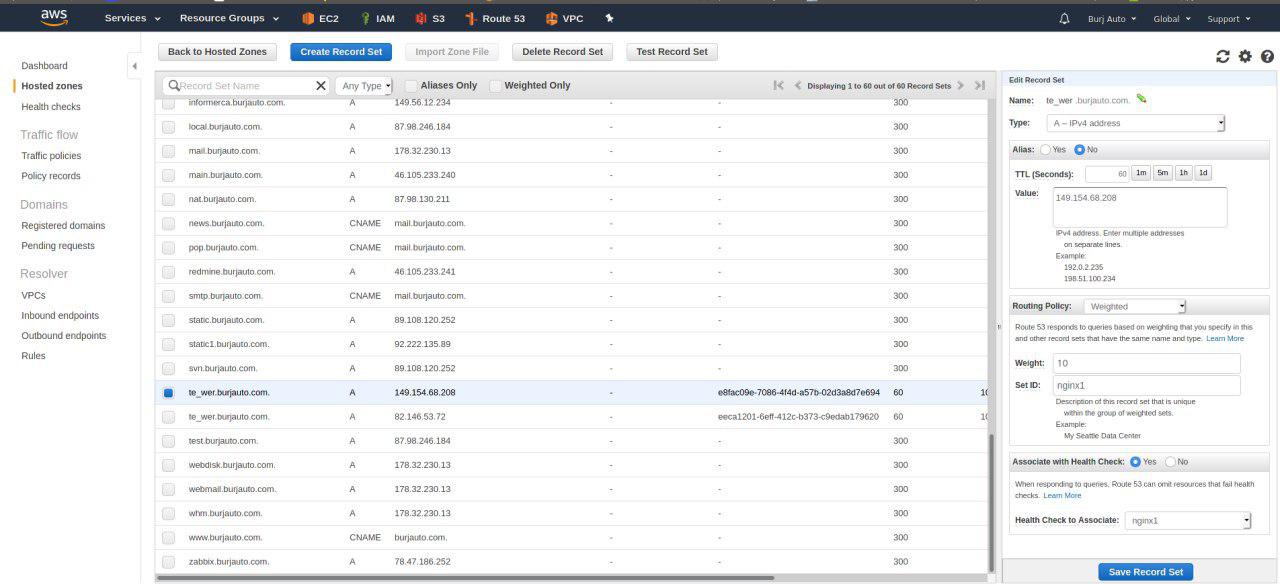 aws
Services
Resource Groups
EC2
IAM
S3
Route 53
VPC
Burj Auto
Global
Support
Dashboard
Hosted zones
Health checks
Traffic flow
Traffic policies
Policy records
Domains
Registered domains
Pending requests
Resolver
VPCs
Inbound endpoints
Outbound endpoints
Rules
Back to Hosted Zones
Create Record Set
Import Zone File
Delete Record Set
Test Record Set
Record Set Name
Any Type
Aliases Only
Weighted Only
Displaying 1 to 60 out of 60 Record Sets
informerca.burjauto.com. A 149.56.12.234 300
local.burjauto.com. A 87.98.246.184 - - 300
mail.burjauto.com. A 178.32.230.13 - - 300
main.burjauto.com. A 46.105.233.240 - - 300
nat.burjauto.com. A 87.98.130.211 - - 300
news.burjauto.com. CNAME mail.burjauto.com. - - 300
pop.burjauto.com. CNAME mail.burjauto.com. - - 300
redmine.burjauto.com. A 46.105.233.241 - - 300
smtp.burjauto.com. CNAME mail.burjauto.com. - - 300
static.burjauto.com. A 89.108.120.252 - - 300
static1.burjauto.com. A 92.222.135.89 - - 300
svn.burjauto.com. A 89.108.120.252 - - 300
te_wer.burjauto.com. A 149.154.68.208 - e8fac09e-7086-4f4d-a57b-02d3a8d7e694 60 10
te_wer.burjauto.com. A 82.146.53.72 - eeca1201-6eff-412c-b373-c9edab179620 60 10
test.burjauto.com. A 87.98.246.184 - - 300
webdisk.burjauto.com. A 178.32.230.13 - - 300
webmail.burjauto.com. A 178.32.230.13 - - 300
whm.burjauto.com. A 178.32.230.13 - - 300
www.burjauto.com. CNAME burjauto.com. - - 300
zabbix.burjauto.com. A 78.47.186.252 - - 300
Edit Record Set
Name: te_wer .burjauto.com.
Type: A – IPv4 address
Alias: Yes No
TTL (Seconds): 60 1m 5m 1h 1d
Value: 149.154.68.208
IPv4 address. Enter multiple addresses
on separate lines.
Example:
192.0.2.235
198.51.100.234
Routing Policy: Weighted
Route 53 responds to queries based on weighting that you specify in this
and other record sets that have the same name and type. Learn More
Weight: 10
Set ID: nginx1
Description of this record set that is unique
within the group of weighted sets.
Example:
My Seattle Data Center
Associate with Health Check: Yes No
When responding to queries, Route 53 can omit resources that fail health
checks. Learn More
Health Check to Associate: nginx1
Save Record Set